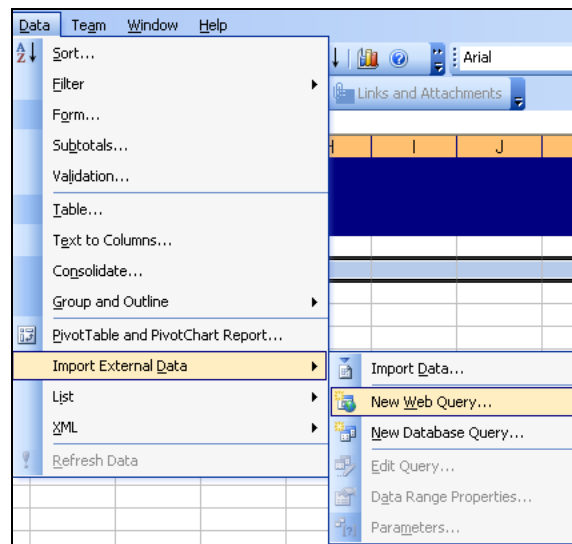 Data Team Window Help
Sort...
Filter
Arial
Links and Attachments
Form...
Subtotals...
H I J
Validation...
Table...
Text to Columns...
Consolidate...
Group and Outline
PivotTable and PivotChart Report...
Import External Data
Import Data...
List
New Web Query...
XML
New Database Query...
Refresh Data
Edit Query...
Data Range Properties...
Parameters...